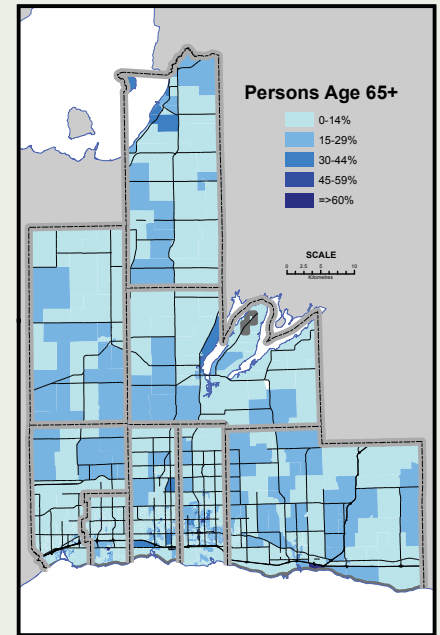 Persons Age 65+
0-14%
15-29%
30-44%
45-59%
=>60%
SCALE
0 2.5 5 10
Kilometres